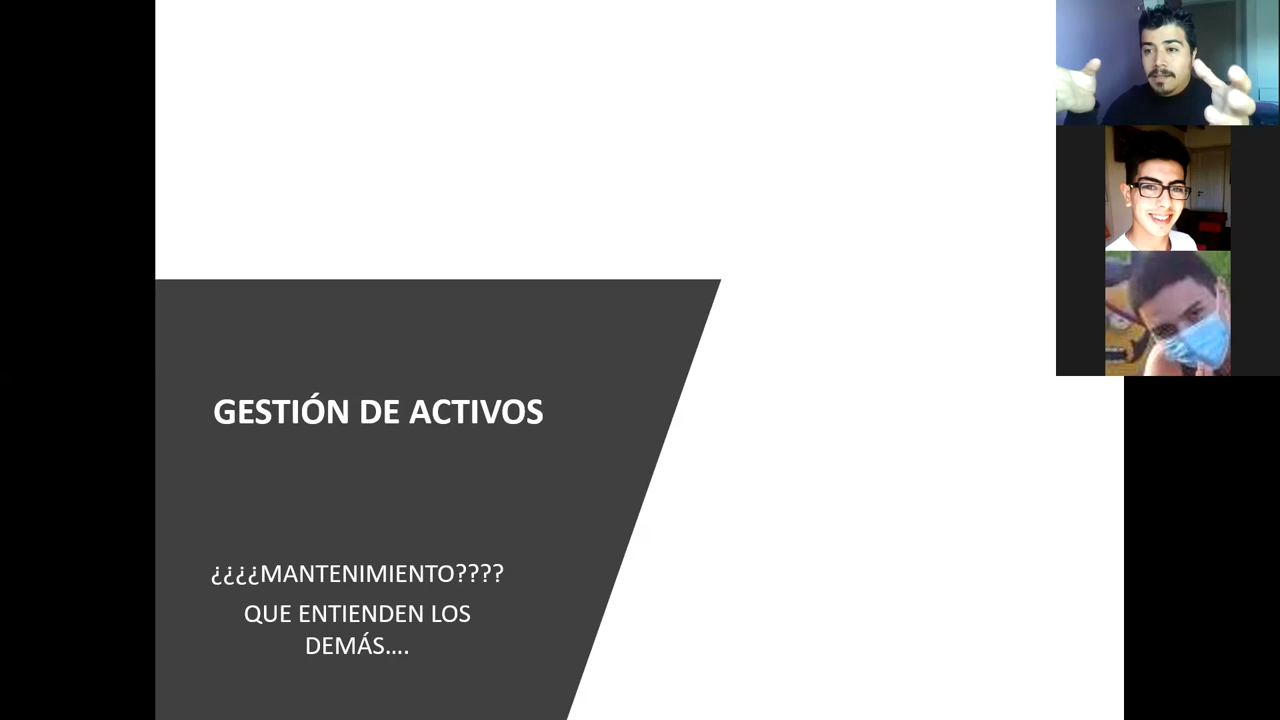 GESTIÓN DE ACTIVOS
¿¿¿¿MANTENIMIENTO????
QUE ENTIENDEN LOS
DEMÁS....